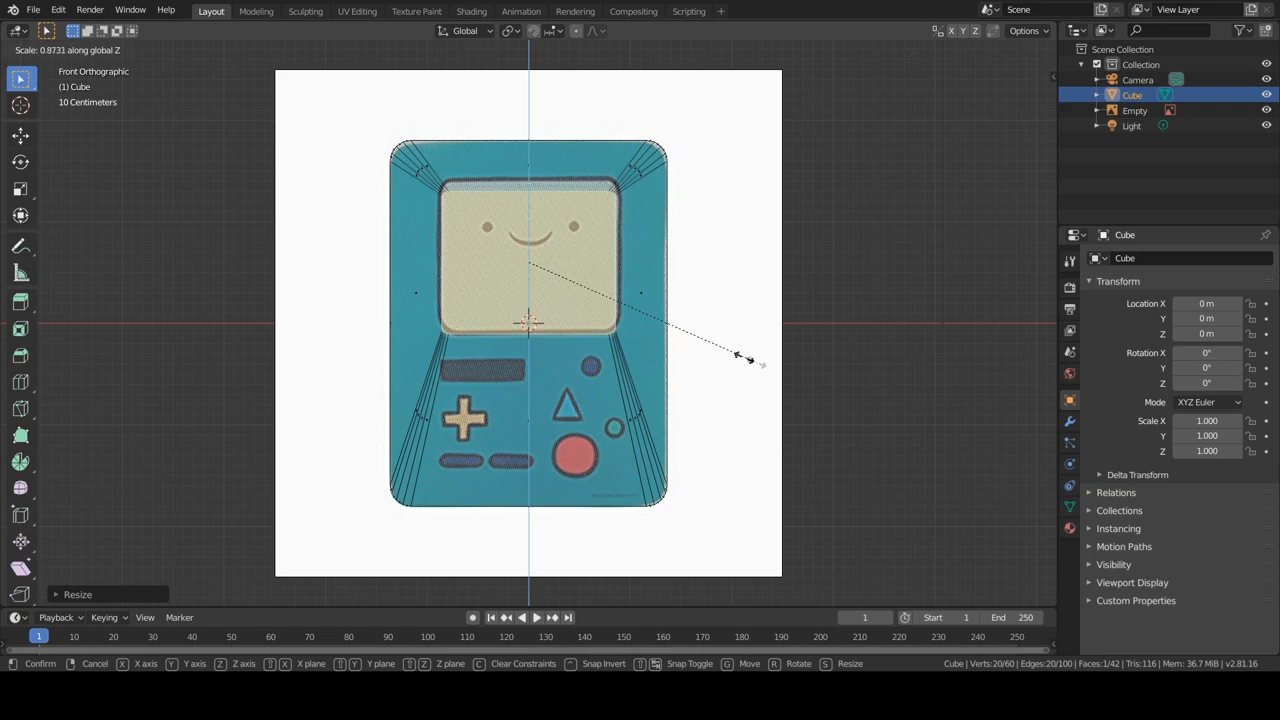 File Edit Render Window Help
Layout Modeling Sculpting UV Editing Texture Paint Shading Animation Rendering Compositing Scripting +
Scene View Layer
Global X Y Z Options
Scale: 0.8731 along global Z
Front Orthographic
(1) Cube
10 Centimeters
Scene Collection
Collection
Camera
Cube
Empty
Light
Cube
Cube
Transform
Location X 0 m
Y 0 m
Z 0 m
Rotation X 0°
Y 0°
Z 0°
Mode XYZ Euler
Scale X 1.000
Y 1.000
Z 1.000
Delta Transform
Relations
Collections
Instancing
Motion Paths
Visibility
Viewport Display
Custom Properties
Resize
Playback Keying View Marker 1 Start 1 End 250
1 10 20 30 40 50 60 70 80 90 100 110 120 130 140 150 160 170 180 190 200 210 220 230 240 250
Confirm Cancel X X axis Y Y axis Z Z axis X X plane Y Y plane Z Z plane C Clear Constraints Snap Invert Snap Toggle G Move R Rotate S Resize Cube | Verts:20/60 | Edges:20/100 | Faces:1/42 | Tris:116 | Mem: 36.7 MiB | v2.81.16